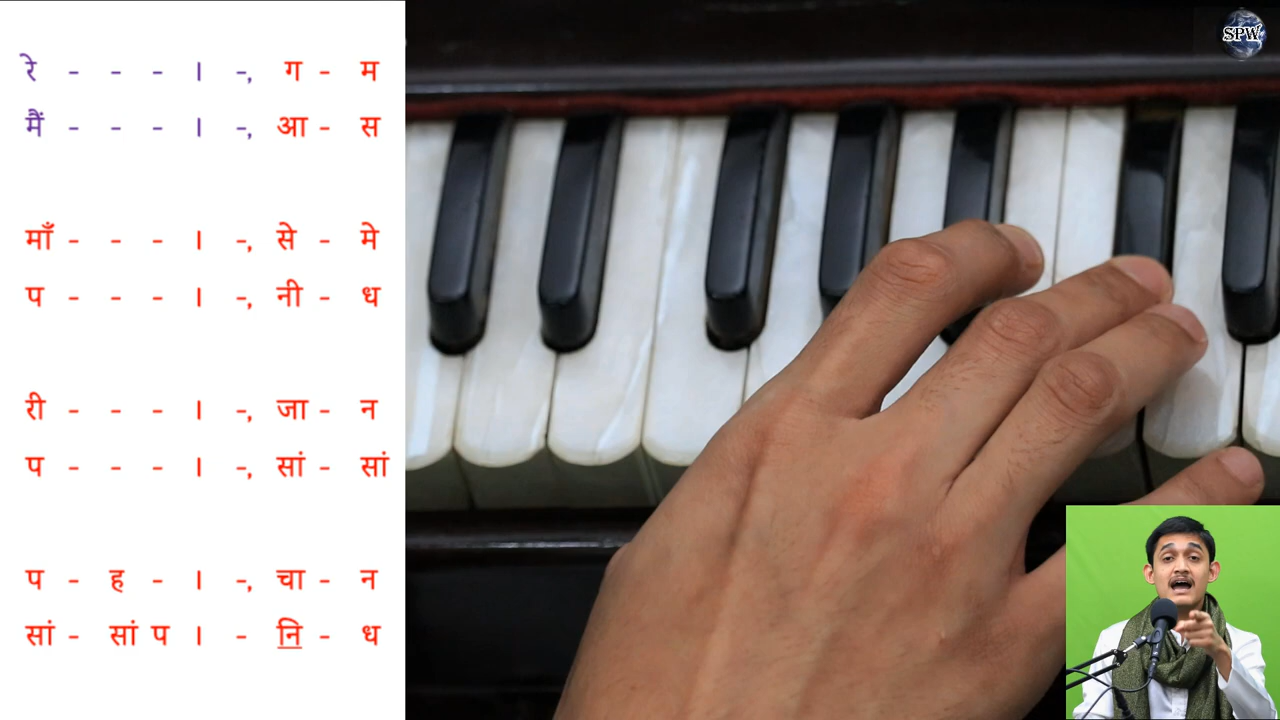 रे - - - । -, ग - म
मैं - - - । -, आ - स
माँ - - - । -, से - मे
प - - - । -, नी - ध
री - - - । -, जा - न
प - - - । -, सां - सां
प - ह - । -, चा - न
सां - सां प । - नि - ध
SPW